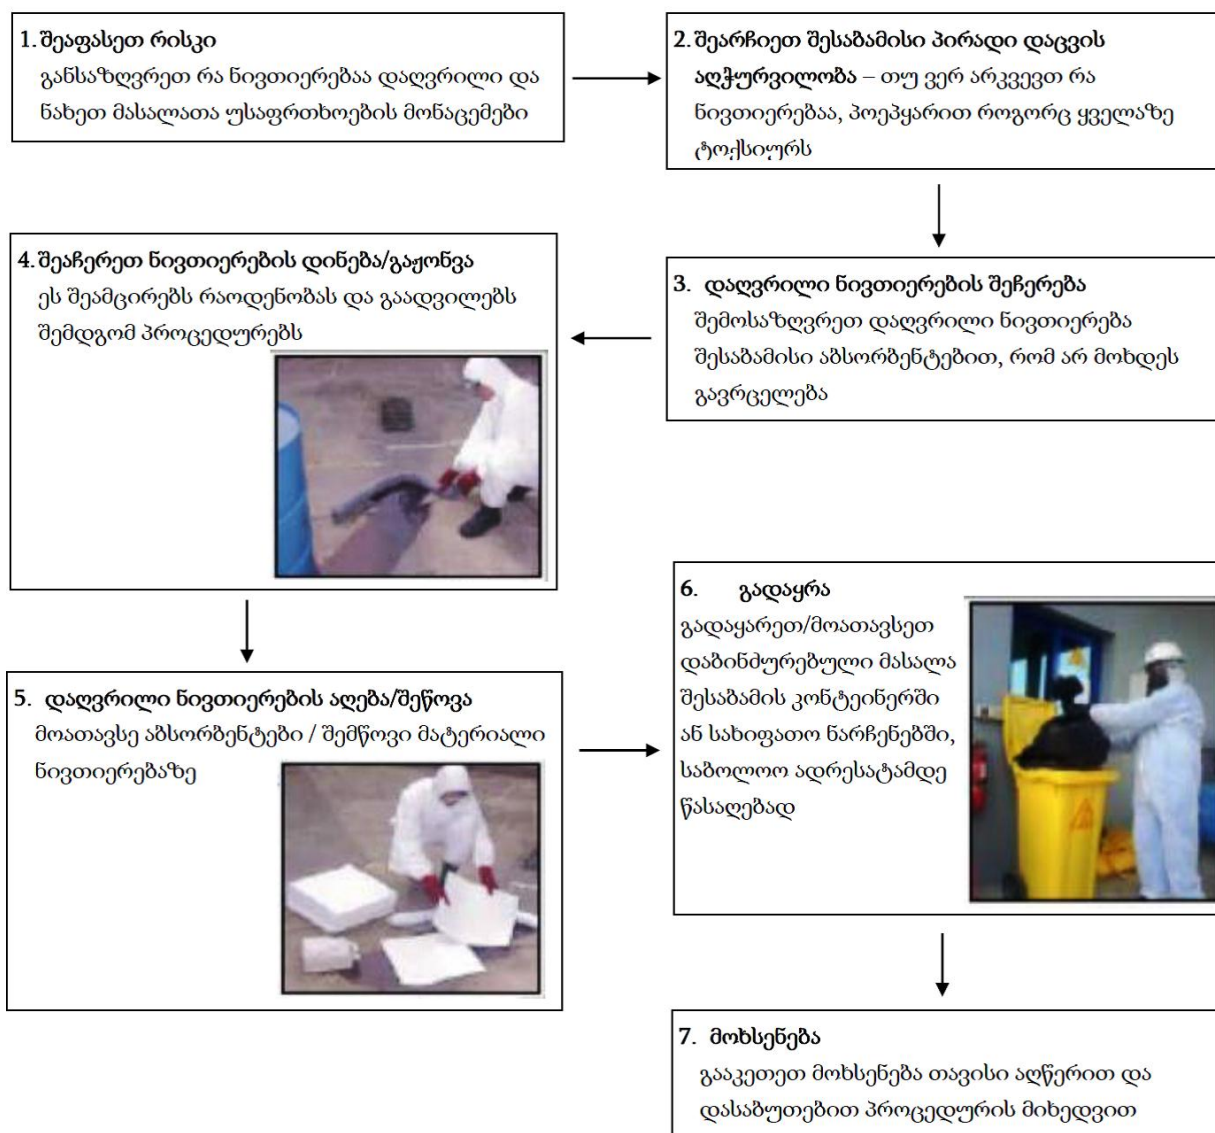 1. შეაფასეთ რისკი
განსაზღვრეთ რა ნივთიერებაა დაღვრილი და
ნახეთ მასალათა უსაფრთხოების მონაცემები
2. შეარჩიეთ შესაბამისი პირადი დაცვის
აღჭურვილობა – თუ ვერ არკვევთ რა
ნივთიერებაა, მოეპყარით როგორც ყველაზე
ტოქსიურს
3. დაღვრილი ნივთიერების შეჩერება
შემოსაზღვრეთ დაღვრილი ნივთიერება
შესაბამისი აბსორბენტებით, რომ არ მოხდეს
გავრცელება
4. შეაჩერეთ ნივთიერების დინება/გაჟონვა
ეს შეამცირებს რაოდენობას და გაადვილებს
შემდგომ პროცედურებს
5. დაღვრილი ნივთიერების აღება/შეწოვა
მოათავსე აბსორბენტები / შემწოვი მატერიალი
ნივთიერებაზე
6. გადაყრა
გადაყარეთ/მოათავსეთ
დაბინძურებული მასალა
შესაბამის კონტეინერში
ან სახიფათო ნარჩენებში,
საბოლოო ადრესატამდე
წასაღებად
7. მოხსენება
გააკეთეთ მოხსენება თავისი აღწერით და
დასაბუთებით პროცედურის მიხედვით